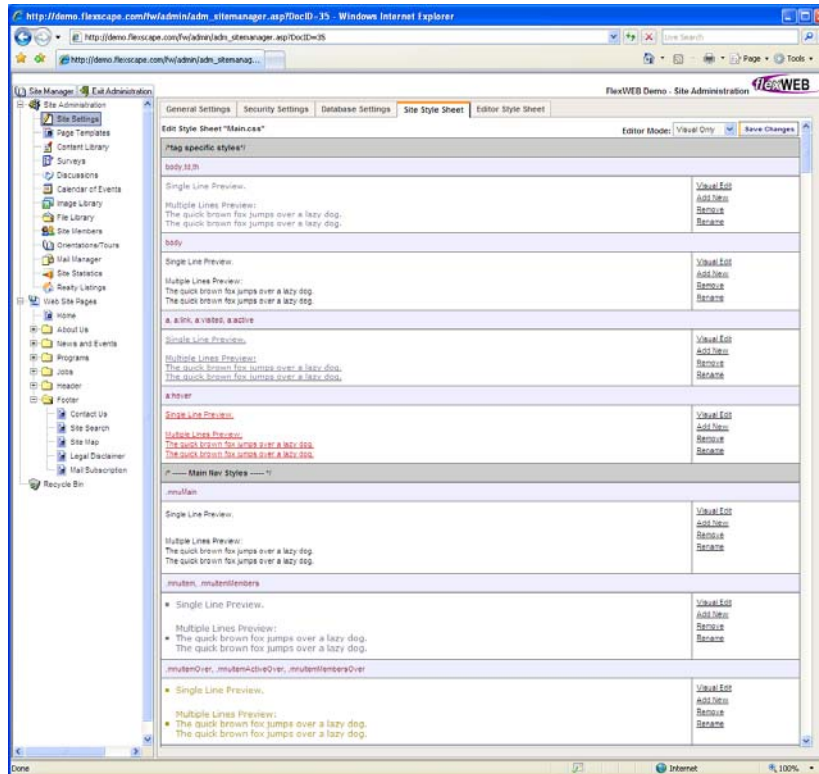 http://demo.flexscape.com/fw/admin/adm_sitemanager.asp?DocID=35 - Windows Internet Explorer
http://demo.flexscape.com/fw/admin/adm_sitemanager.asp?DocID=35
Live Search
http://demo.flexscape.com/fw/admin/adm_sitemanag...
Page
Tools
Site Manager
Exit Administration
FlexWEB Demo - Site Administration
flexWEB
Site Administration
Site Settings
Page Templates
Content Library
Surveys
Discussions
Calendar of Events
Image Library
File Library
Site Members
Orientations/Tours
Mail Manager
Site Statistics
Realty Listings
Web Site Pages
Home
About Us
News and Events
Programs
Jobs
Header
Footer
Contact Us
Site Search
Site Map
Legal Disclaimer
Mail Subscription
Recycle Bin
General Settings
Security Settings
Database Settings
Site Style Sheet
Editor Style Sheet
Edit Style Sheet "Main.css"
Editor Mode: Visual Only
Save Changes
/*tag specific styles*/
body,td,th
Single Line Preview.
Multiple Lines Preview:
The quick brown fox jumps over a lazy dog.
The quick brown fox jumps over a lazy dog.
Visual Edit
Add New
Remove
Rename
body
Single Line Preview.
Multiple Lines Preview:
The quick brown fox jumps over a lazy dog.
The quick brown fox jumps over a lazy dog.
Visual Edit
Add New
Remove
Rename
a, a:link, a:visited, a:active
Single Line Preview.
Multiple Lines Preview:
The quick brown fox jumps over a lazy dog.
The quick brown fox jumps over a lazy dog.
Visual Edit
Add New
Remove
Rename
a:hover
Single Line Preview.
Multiple Lines Preview:
The quick brown fox jumps over a lazy dog.
The quick brown fox jumps over a lazy dog.
Visual Edit
Add New
Remove
Rename
/* ----- Main Nav Styles ----- */
.mnuMain
Single Line Preview.
Multiple Lines Preview:
The quick brown fox jumps over a lazy dog.
The quick brown fox jumps over a lazy dog.
Visual Edit
Add New
Remove
Rename
.mnuItem, .mnuItemMembers
Single Line Preview.
Multiple Lines Preview:
The quick brown fox jumps over a lazy dog.
The quick brown fox jumps over a lazy dog.
Visual Edit
Add New
Remove
Rename
.mnuItemOver, .mnuItemActiveOver, .mnuItemMembersOver
Single Line Preview.
Multiple Lines Preview:
The quick brown fox jumps over a lazy dog.
The quick brown fox jumps over a lazy dog.
Visual Edit
Add New
Remove
Rename
Done
Internet
100%